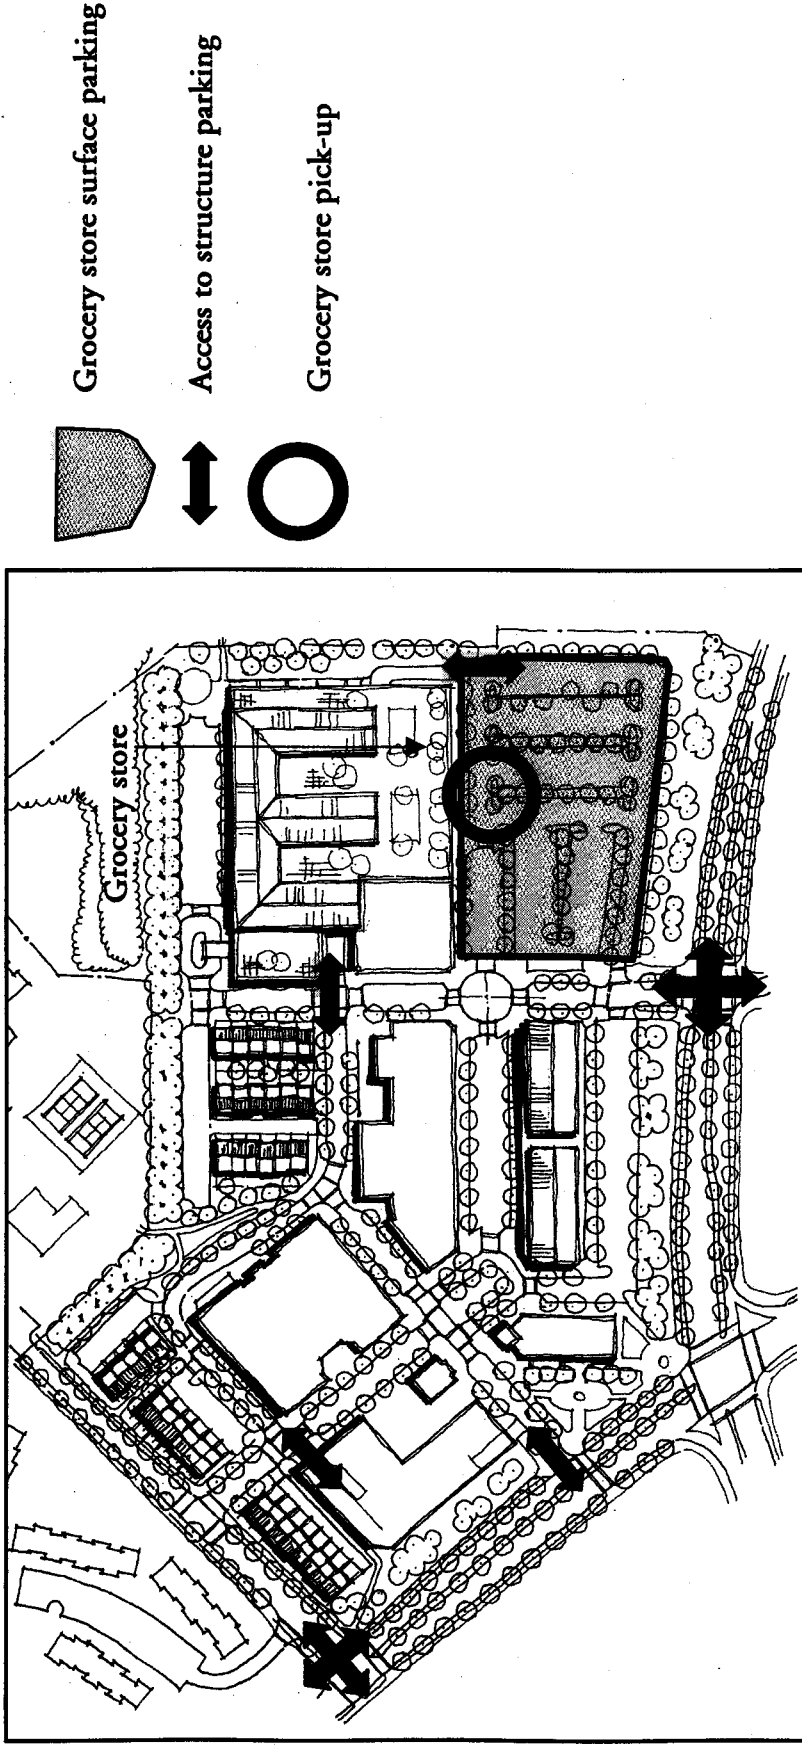 Grocery store
Grocery store surface parking
Access to structure parking
Grocery store pick-up